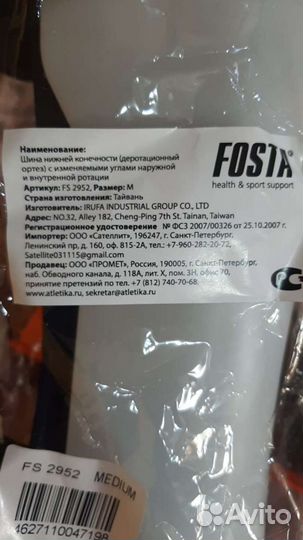 Наименование:
Шина нижней конечности (деротационный
ортез) с изменяемыми углами наружной
и внутренней ротации
Артикул: FS 2952, Размер: M
Страна изготовления: Тайвань
Изготовитель: IRUFA INDUSTRIAL GROUP CO., LTD
Адрес: NO.32, Alley 182, Cheng-Ping 7th St. Tainan, Taiwan
Регистрационное удостоверение № ФСЗ 2007/00326 от 25.10.2007 г.
Импортер: ООО «Сателлит», 196247, г. Санкт-Петербург,
Ленинский пр, д. 160, оф. 815-2А, тел.: +7-960-282-20-72,
Satellite031115@gmail.com
Продавец: ООО «ПРОМЕТ», Россия, 190005, г. Санкт-Петербург,
наб. Обводного канала, д. 118А, лит. Х, пом. 3Н, офис 70,
принятие претензий по тел. +7 (812) 740-70-68.
www.atletika.ru, sekretar@atletika.ru
FOSTA
health & sport support
FS 2952 MEDIUM
4627110047198
Avito